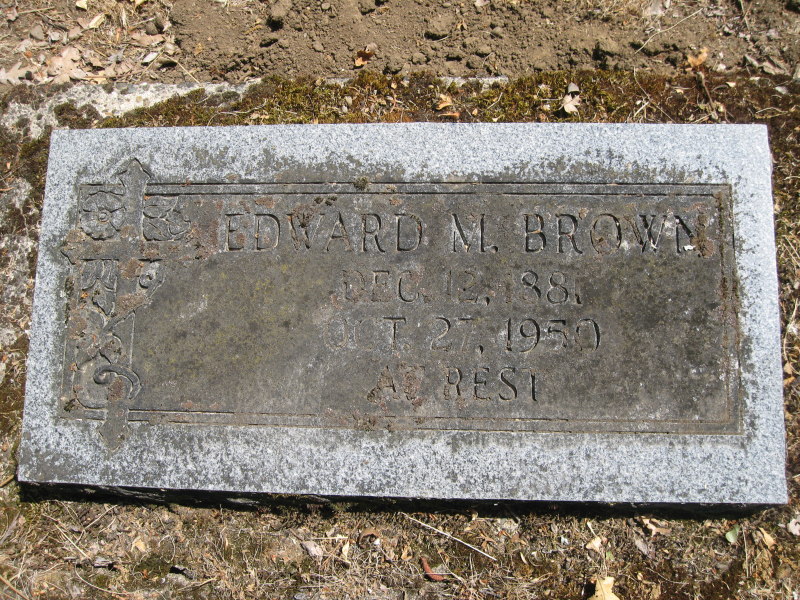 EDWARD M. BROWN
DEC. 12, 1881
OCT. 27, 1950
AT REST